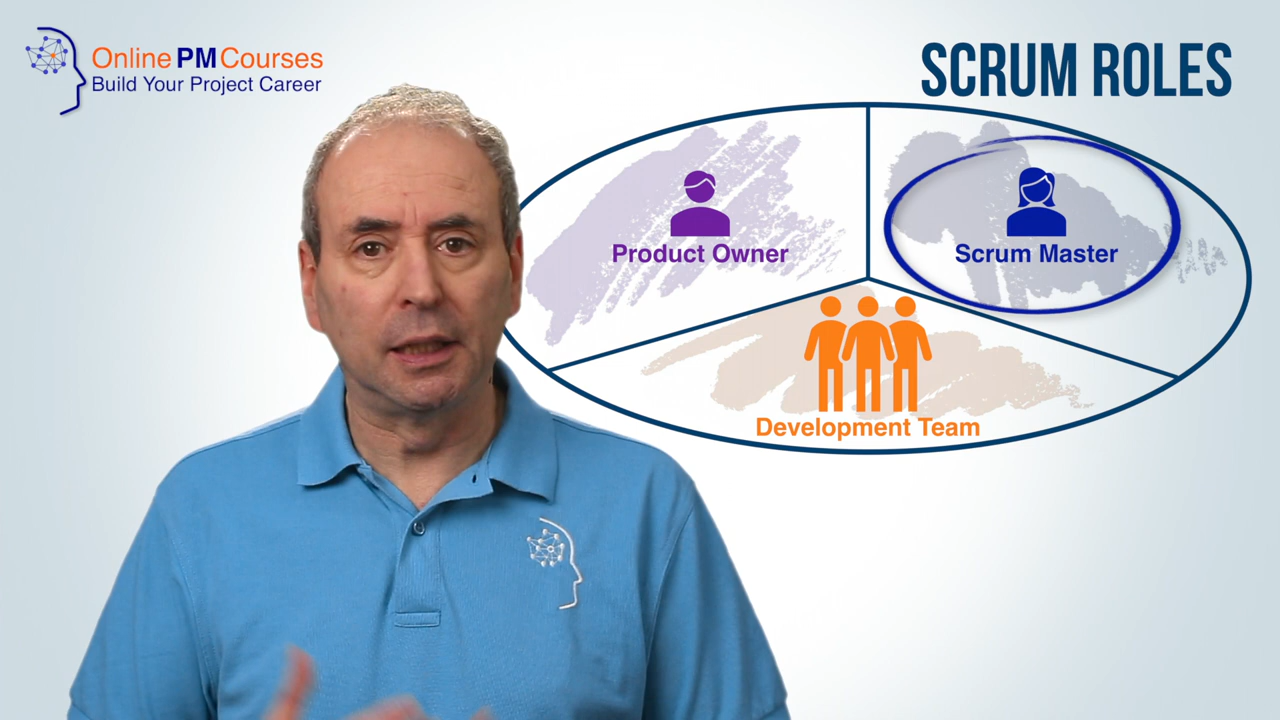 Online PM Courses
Build Your Project Career
SCRUM ROLES
Product Owner
Scrum Master
Development Team